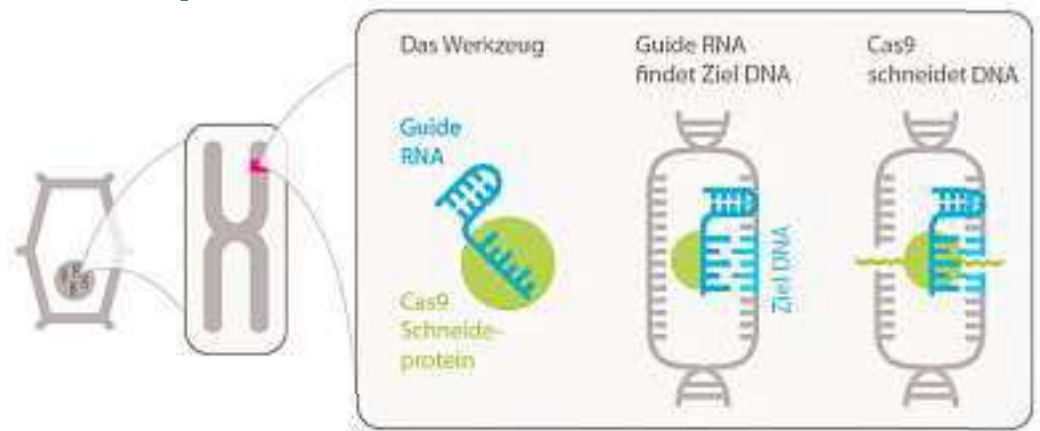 Das Werkzeug
Guide RNA
findet Ziel DNA
Cas9
schneidet DNA
Guide
RNA
Cas9
Schneide-
protein
Ziel DNA